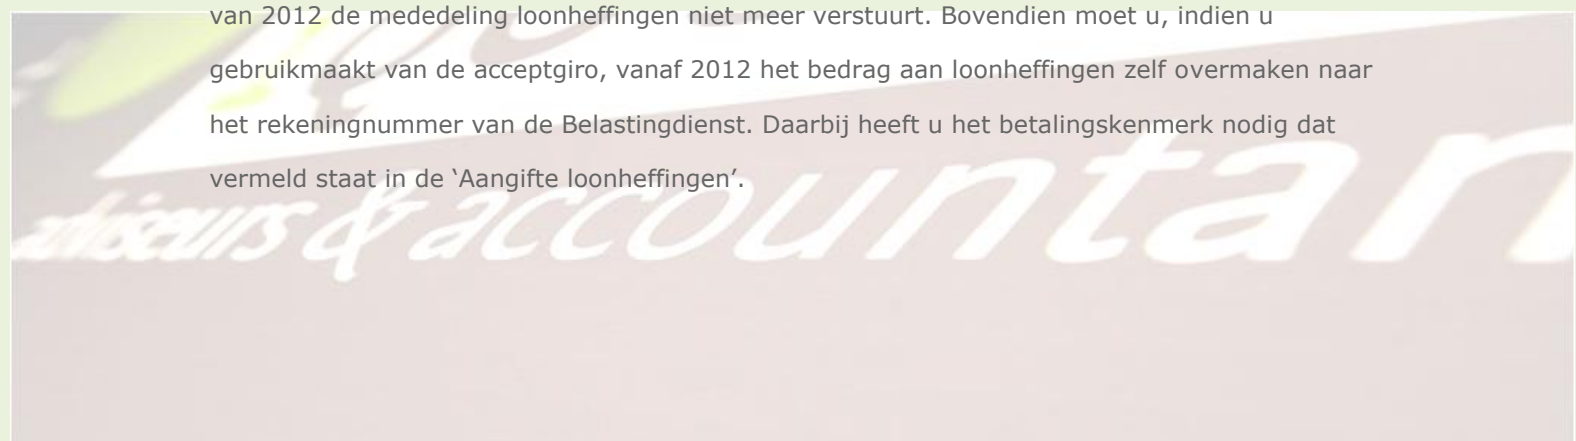 van 2012 de mededeling loonheffingen niet meer verstuurt. Bovendien moet u, indien u
gebruikmaakt van de acceptgiro, vanaf 2012 het bedrag aan loonheffingen zelf overmaken naar
het rekeningnummer van de Belastingdienst. Daarbij heeft u het betalingskenmerk nodig dat
vermeld staat in de ‘Aangifte loonheffingen’.
adviseurs & accountan